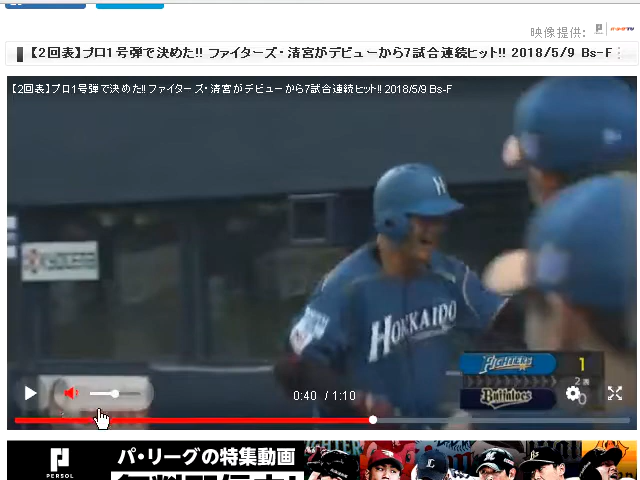 映像提供:
【2回表】プロ1号弾で決めた!! ファイターズ・清宮がデビューから7試合連続ヒット!! 2018/5/9 Bs-F
【2回表】プロ1号弾で決めた!! ファイターズ・清宮がデビューから7試合連続ヒット!! 2018/5/9 Bs-F
H
HOKKAIDO
FIGHTERS 1
2裏
Buffaloes 0
0:40 / 1:10
PERSOL
パ・リーグの特集動画